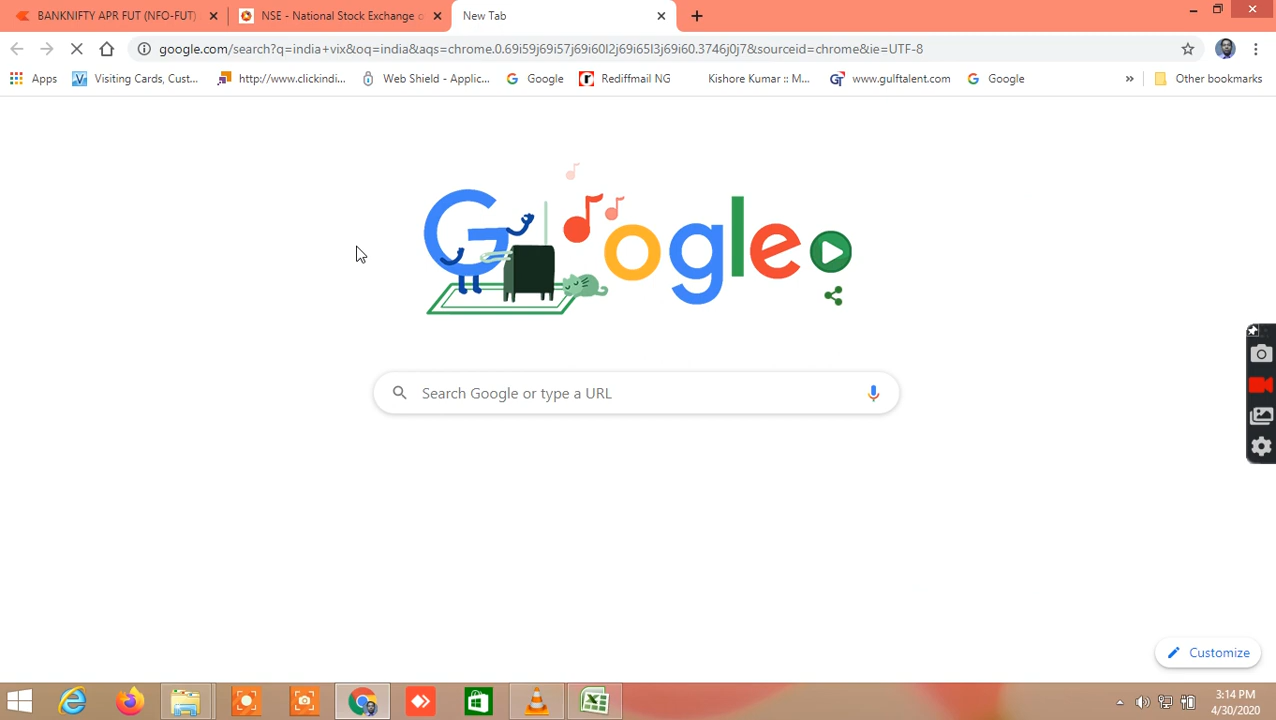 BANKNIFTY APR FUT (NFO-FUT)
NSE - National Stock Exchange o
New Tab
google.com/search?q=india+vix&oq=india&aqs=chrome.0.69i59j69i57j69i60l2j69i65l3j69i60.3746j0j7&sourceid=chrome&ie=UTF-8
Apps
Visiting Cards, Cust...
http://www.clickindi...
Web Shield - Applic...
Google
Rediffmail NG
Kishore Kumar :: M...
www.gulftalent.com
Google
»
Other bookmarks
Google
Search Google or type a URL
Customize
3:14 PM
4/30/2020